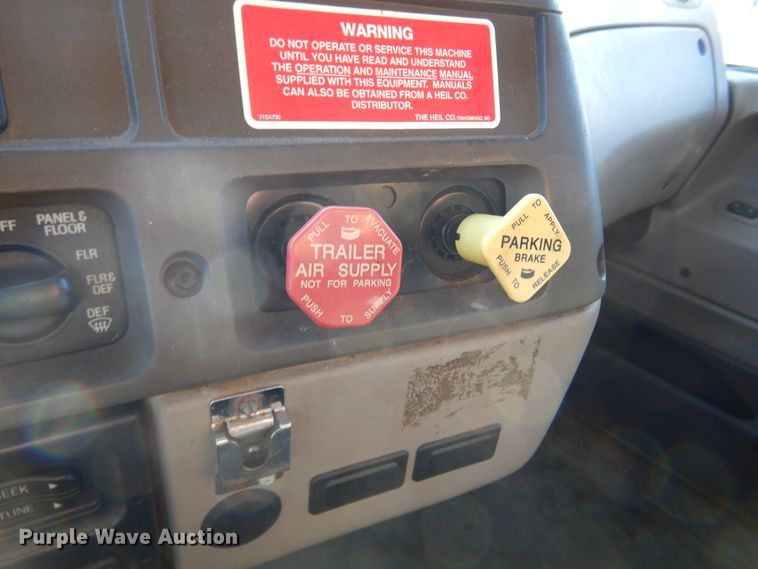 WARNING
DO NOT OPERATE OR SERVICE THIS MACHINE
UNTIL YOU HAVE READ AND UNDERSTAND
THE OPERATION AND MAINTENANCE MANUAL
SUPPLIED WITH THIS EQUIPMENT. MANUALS
CAN ALSO BE OBTAINED FROM A HEIL CO.
DISTRIBUTOR.
THE HEIL CO.
FF
PANEL &
FLOOR
FLR
FLR &
DEF
DEF
PULL TO EVACUATE
TRAILER
AIR SUPPLY
NOT FOR PARKING
PUSH TO SUPPLY
PULL TO APPLY
PARKING
BRAKE
PUSH TO RELEASE
EEK
TUNE
Purple Wave Auction